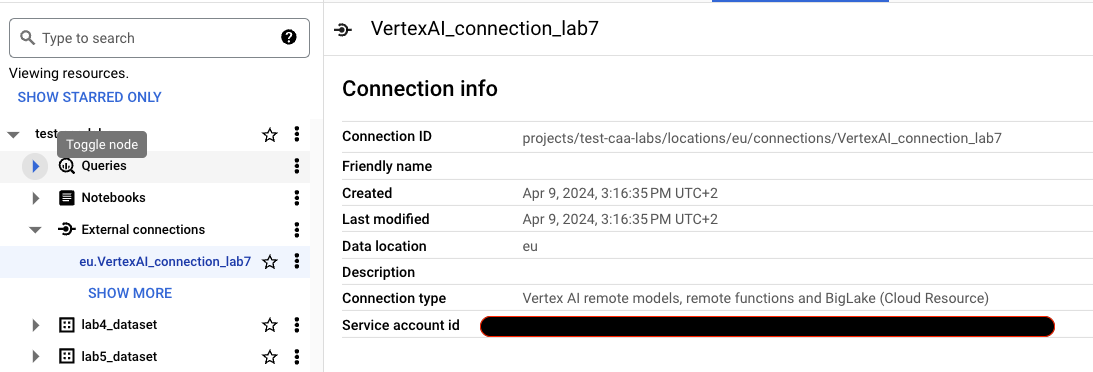 Type to search
Viewing resources.
SHOW STARRED ONLY
Toggle node
Queries
Notebooks
External connections
eu.VertexAI_connection_lab7
SHOW MORE
lab4_dataset
lab5_dataset
VertexAI_connection_lab7
Connection info
Connection ID projects/test-caa-labs/locations/eu/connections/VertexAI_connection_lab7
Friendly name
Created Apr 9, 2024, 3:16:35 PM UTC+2
Last modified Apr 9, 2024, 3:16:35 PM UTC+2
Data location eu
Description
Connection type Vertex AI remote models, remote functions and BigLake (Cloud Resource)
Service account id